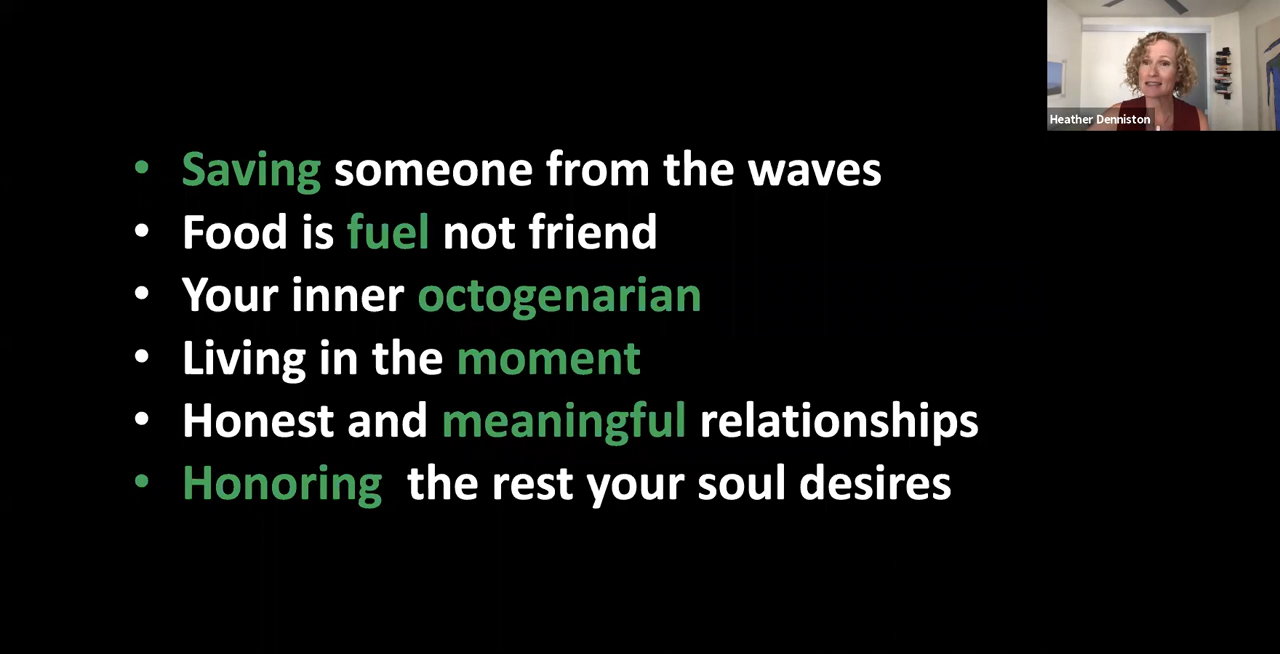 Heather Denniston
• Saving someone from the waves
• Food is fuel not friend
• Your inner octogenarian
• Living in the moment
• Honest and meaningful relationships
• Honoring  the rest your soul desires